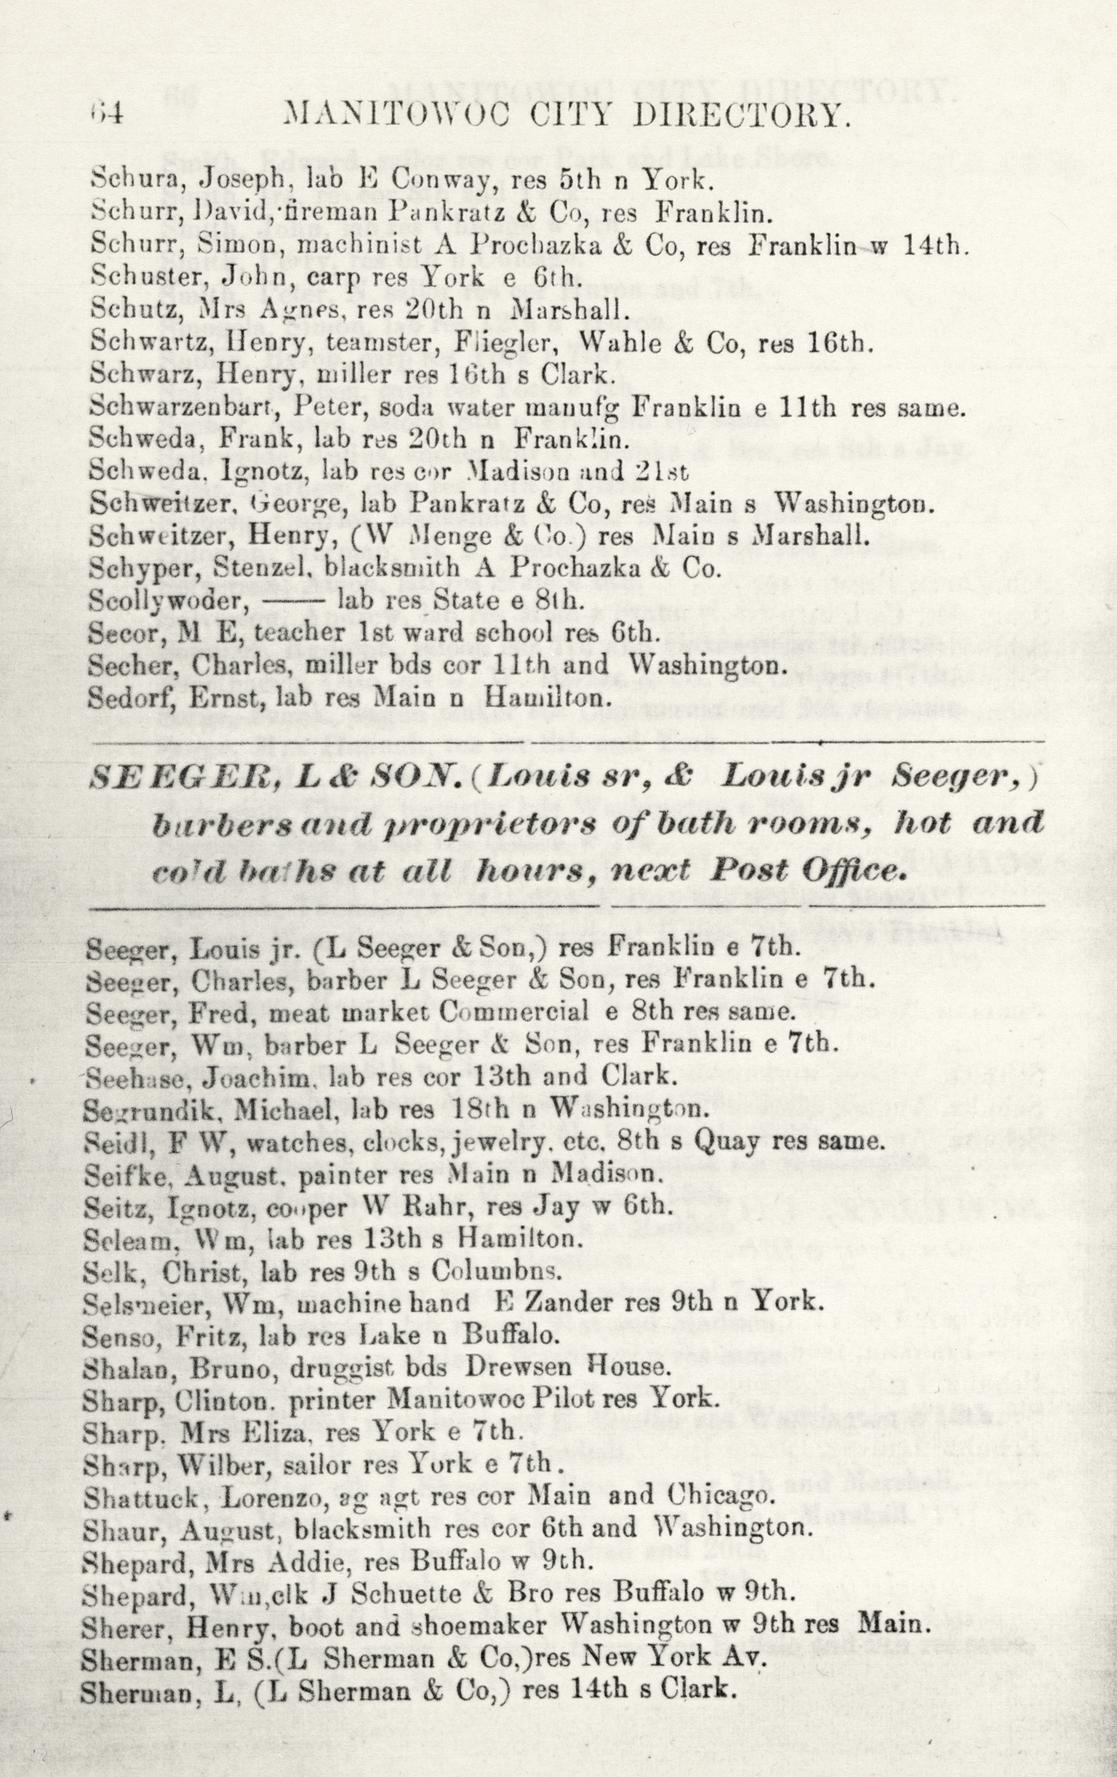 64 MANITOWOC CITY DIRECTORY.
Schura, Joseph, lab E Conway, res 5th n York.
Schurr, David, fireman Pankratz & Co, res Franklin.
Schurr, Simon, machinist A Prochazka & Co, res Franklin w 14th.
Schuster, John, carp res York e 6th.
Schutz, Mrs Agnes, res 20th n Marshall.
Schwartz, Henry, teamster, Fliegler, Wahle & Co, res 16th.
Schwarz, Henry, miller res 16th s Clark.
Schwarzenbart, Peter, soda water manufg Franklin e 11th res same.
Schweda, Frank, lab res 20th n Franklin.
Schweda, Ignotz, lab res cor Madison and 21st
Schweitzer, George, lab Pankratz & Co, res Main s Washington.
Schweitzer, Henry, (W Menge & Co.) res Main s Marshall.
Schyper, Stenzel, blacksmith A Prochazka & Co.
Scollywoder, —— lab res State e 8th.
Secor, M E, teacher 1st ward school res 6th.
Secher, Charles, miller bds cor 11th and Washington.
Sedorf, Ernst, lab res Main n Hamilton.
SEEGER, L & SON. (Louis sr, & Louis jr Seeger,)
barbers and proprietors of bath rooms, hot and
cold baths at all hours, next Post Office.
Seeger, Louis jr. (L Seeger & Son,) res Franklin e 7th.
Seeger, Charles, barber L Seeger & Son, res Franklin e 7th.
Seeger, Fred, meat market Commercial e 8th res same.
Seeger, Wm, barber L Seeger & Son, res Franklin e 7th.
Seehase, Joachim, lab res cor 13th and Clark.
Segrundik, Michael, lab res 18th n Washington.
Seidl, F W, watches, clocks, jewelry, etc, 8th s Quay res same.
Seifke, August, painter res Main n Madison.
Seitz, Ignotz, cooper W Rahr, res Jay w 6th.
Seleam, Wm, lab res 13th s Hamilton.
Selk, Christ, lab res 9th s Columbns.
Selsmeier, Wm, machine hand E Zander res 9th n York.
Senso, Fritz, lab res Lake n Buffalo.
Shalan, Bruno, druggist bds Drewsen House.
Sharp, Clinton. printer Manitowoc Pilot res York.
Sharp, Mrs Eliza, res York e 7th.
Sharp, Wilber, sailor res York e 7th.
Shattuck, Lorenzo, ag agt res cor Main and Chicago.
Shaur, August, blacksmith res cor 6th and Washington.
Shepard, Mrs Addie, res Buffalo w 9th.
Shepard, Wm, clk J Schuette & Bro res Buffalo w 9th.
Sherer, Henry, boot and shoemaker Washington w 9th res Main.
Sherman, E S. (L Sherman & Co,) res New York Av.
Sherman, L, (L Sherman & Co,) res 14th s Clark.